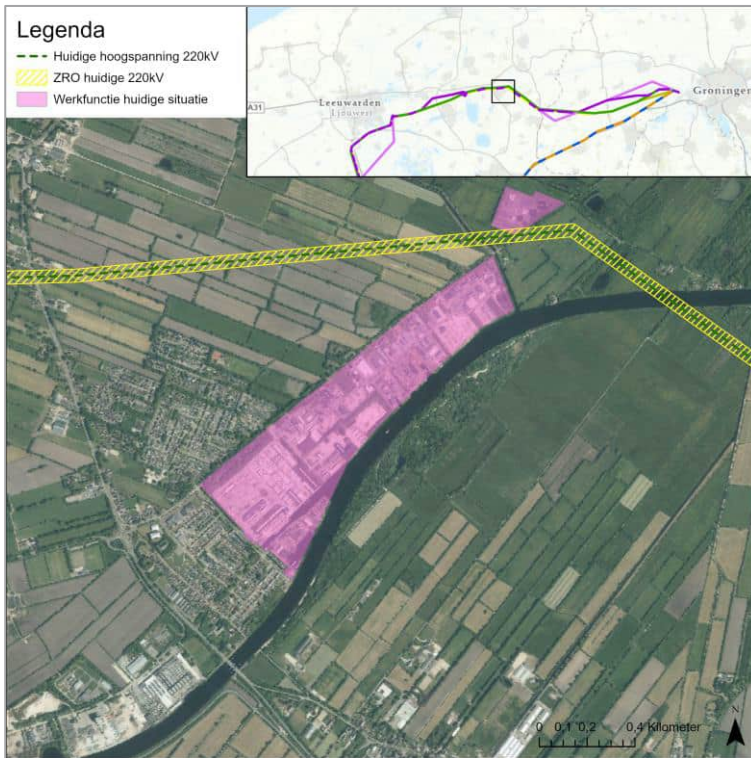 Legenda
Huidige hoogspanning 220kV
ZRO huidige 220kV
Werkfunctie huidige situatie
A31
Leeuwarden
Ljouwert
Groningen
N
0 0,1 0,2 0,4 Kilometer